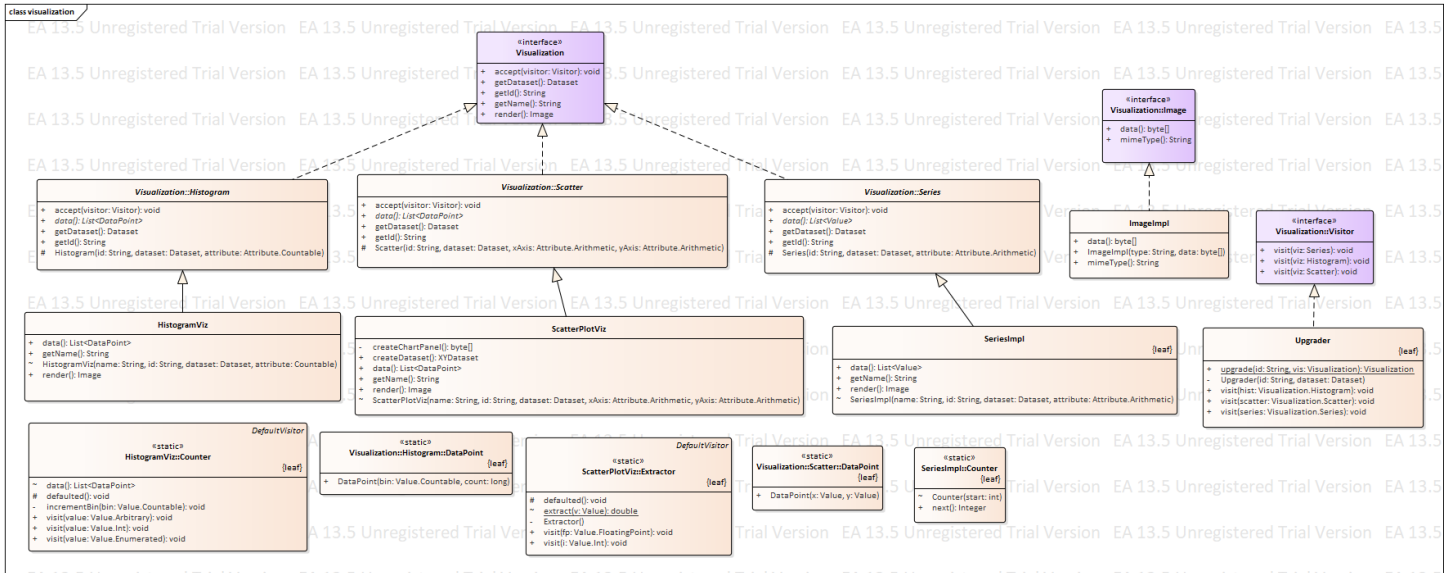 class visualization
EA 13.5 Unregistered Trial Version
«interface»
Visualization
+ accept(visitor: Visitor): void
+ getDataset(): Dataset
+ getId(): String
+ getName(): String
+ render(): Image
«interface»
Visualization::Image
+ data(): byte[]
+ mimeType(): String
Visualization::Histogram
+ accept(visitor: Visitor): void
+ data(): List<DataPoint>
+ getDataset(): Dataset
+ getId(): String
# Histogram(id: String, dataset: Dataset, attribute: Attribute.Countable)
Visualization::Scatter
+ accept(visitor: Visitor): void
+ data(): List<DataPoint>
+ getDataset(): Dataset
+ getId(): String
# Scatter(id: String, dataset: Dataset, xAxis: Attribute.Arithmetic, yAxis: Attribute.Arithmetic)
Visualization::Series
+ accept(visitor: Visitor): void
+ data(): List<Value>
+ getDataset(): Dataset
+ getId(): String
# Series(id: String, dataset: Dataset, attribute: Attribute.Arithmetic)
ImageImpl
+ data(): byte[]
+ ImageImpl(type: String, data: byte[])
+ mimeType(): String
«interface»
Visualization::Visitor
+ visit(viz: Series): void
+ visit(viz: Histogram): void
+ visit(viz: Scatter): void
HistogramViz
+ data(): List<DataPoint>
+ getName(): String
~ HistogramViz(name: String, id: String, dataset: Dataset, attribute: Countable)
+ render(): Image
ScatterPlotViz
- createChartPanel(): byte[]
+ createDataset(): XYDataset
+ data(): List<DataPoint>
+ getName(): String
+ render(): Image
~ ScatterPlotViz(name: String, id: String, dataset: Dataset, xAxis: Attribute.Arithmetic, yAxis: Attribute.Arithmetic)
SeriesImpl
{leaf}
+ data(): List<Value>
+ getName(): String
+ render(): Image
~ SeriesImpl(name: String, id: String, dataset: Dataset, attribute: Attribute.Arithmetic)
Upgrader
{leaf}
+ upgrade(id: String, vis: Visualization): Visualization
- Upgrader(id: String, dataset: Dataset)
+ visit(hist: Visualization.Histogram): void
+ visit(scatter: Visualization.Scatter): void
+ visit(series: Visualization.Series): void
DefaultVisitor
«static»
HistogramViz::Counter
{leaf}
~ data(): List<DataPoint>
# defaulted(): void
- incrementBin(bin: Value.Countable): void
+ visit(value: Value.Arbitrary): void
+ visit(value: Value.Int): void
+ visit(value: Value.Enumerated): void
«static»
Visualization::Histogram::DataPoint
{leaf}
+ DataPoint(bin: Value.Countable, count: long)
DefaultVisitor
«static»
ScatterPlotViz::Extractor
{leaf}
# defaulted(): void
~ extract(v: Value): double
- Extractor()
+ visit(fp: Value.FloatingPoint): void
+ visit(i: Value.Int): void
«static»
Visualization::Scatter::DataPoint
{leaf}
+ DataPoint(x: Value, y: Value)
«static»
SeriesImpl::Counter
{leaf}
~ Counter(start: int)
+ next(): Integer